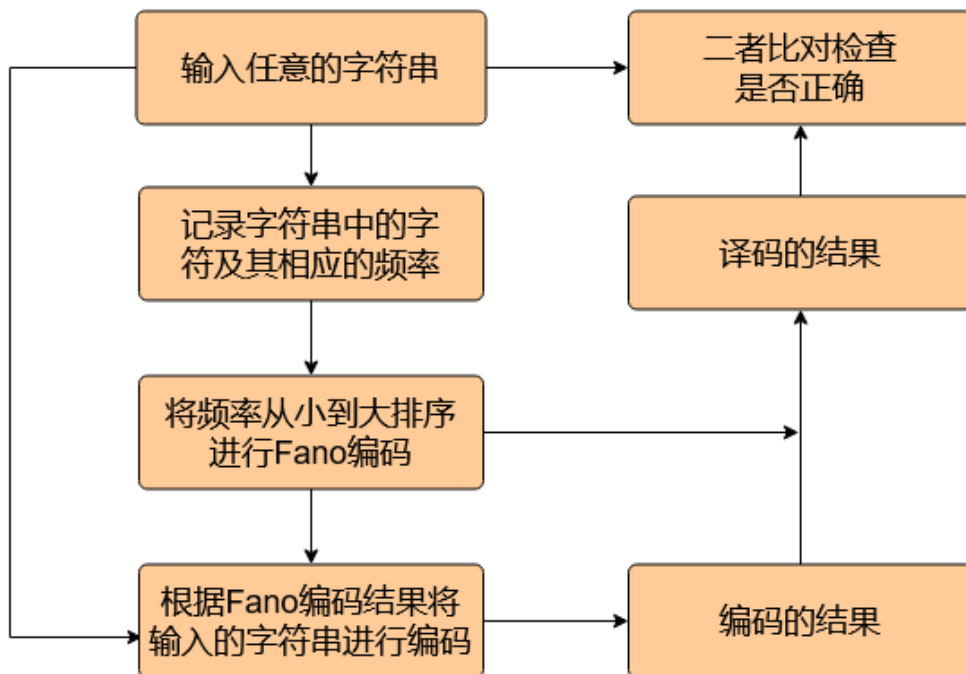 输入任意的字符串
二者比对检查
是否正确
记录字符串中的字
符及其相应的频率
译码的结果
将频率从小到大排序
进行Fano编码
根据Fano编码结果将
输入的字符串进行编码
编码的结果